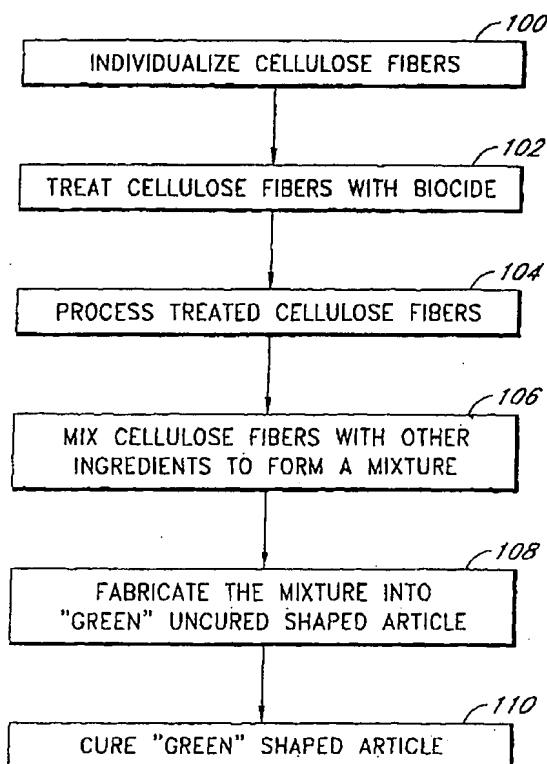 100
INDIVIDUALIZE CELLULOSE FIBERS
102
TREAT CELLULOSE FIBERS WITH BIOCIDE
104
PROCESS TREATED CELLULOSE FIBERS
106
MIX CELLULOSE FIBERS WITH OTHER
INGREDIENTS TO FORM A MIXTURE
108
FABRICATE THE MIXTURE INTO
"GREEN" UNCURED SHAPED ARTICLE
110
CURE "GREEN" SHAPED ARTICLE